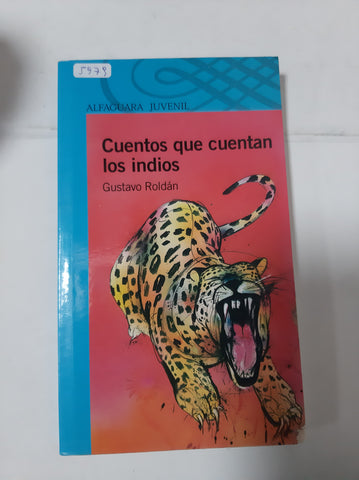 5979
ALFAGUARA JUVENIL
Cuentos que cuentan
los indios
Gustavo Roldán